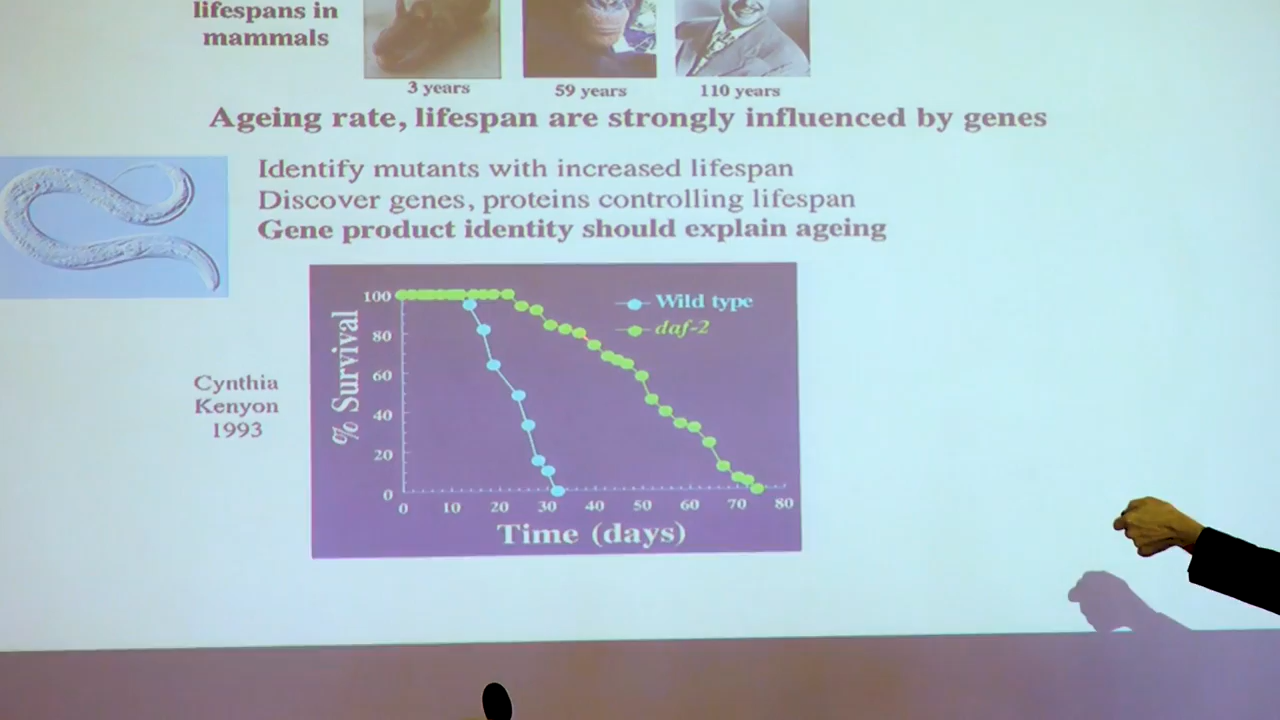 lifespans in
mammals
3 years
59 years
110 years
Ageing rate, lifespan are strongly influenced by genes
Identify mutants with increased lifespan
Discover genes, proteins controlling lifespan
Gene product identity should explain ageing
Cynthia
Kenyon
1993
% Survival
100
80
60
40
20
0
Wild type
daf-2
0 10 20 30 40 50 60 70 80
Time (days)